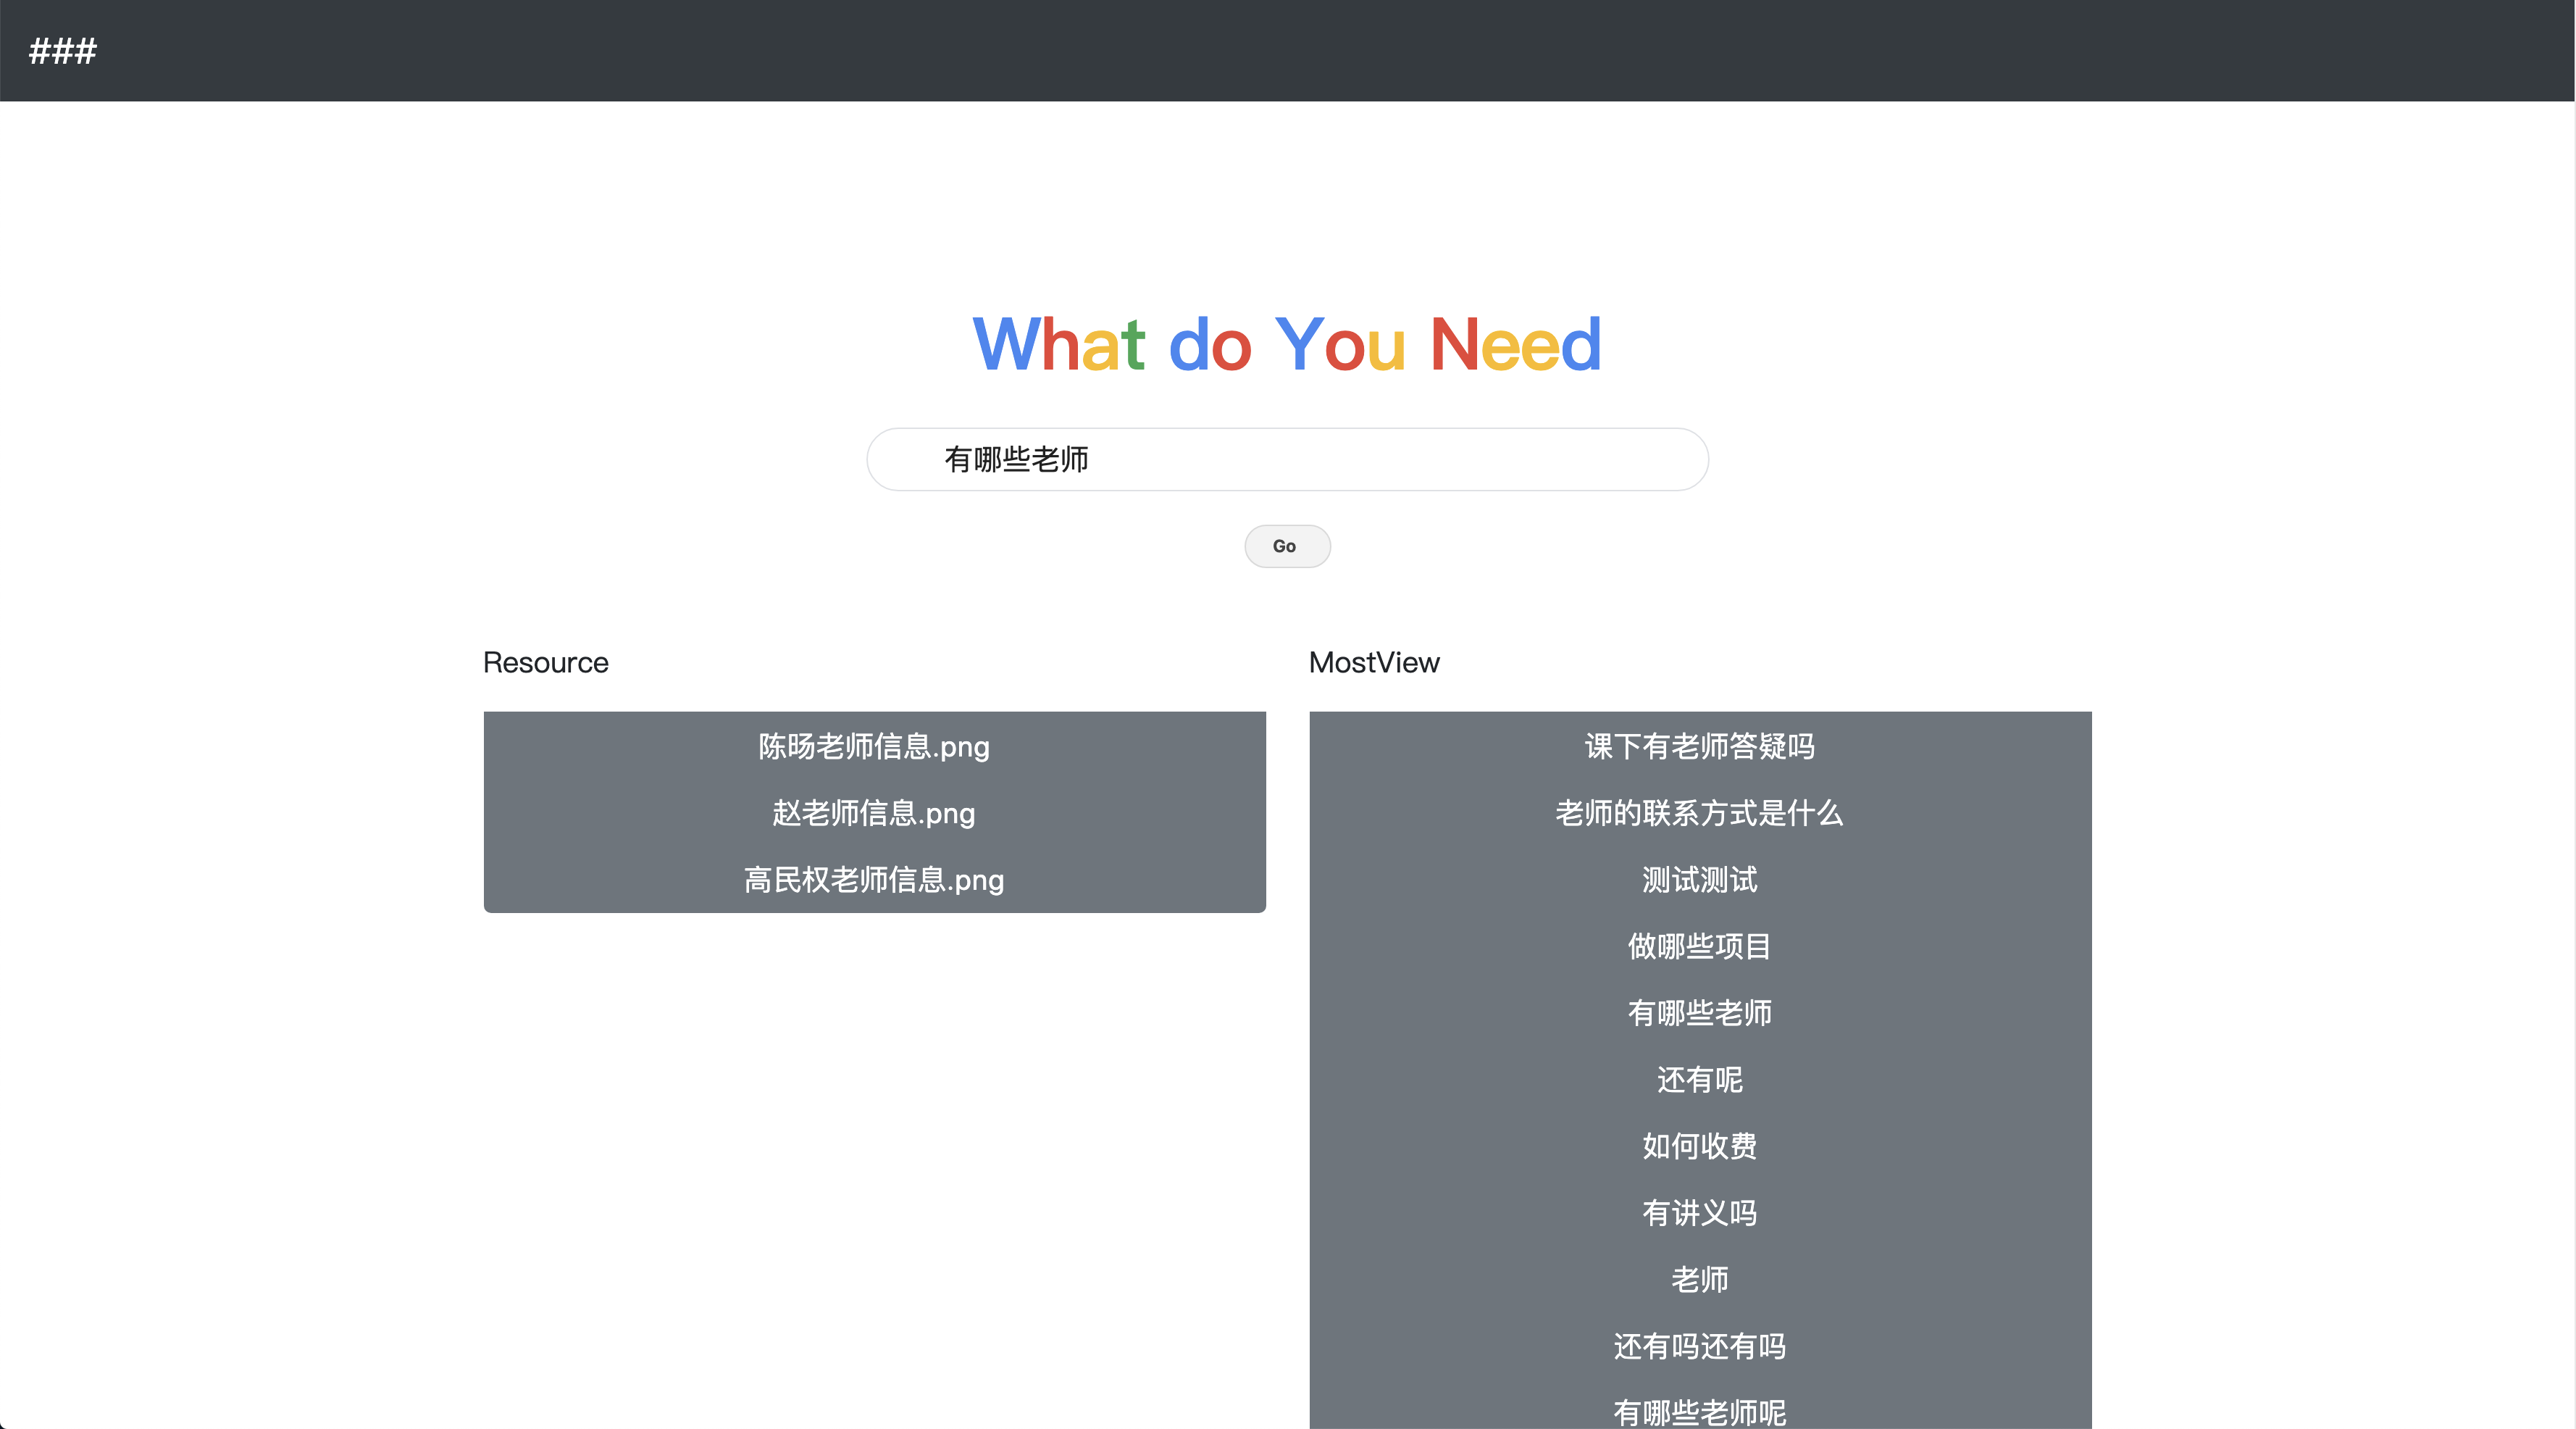 ###
What do You Need
有哪些老师
Go
Resource
陈旸老师信息.png
赵老师信息.png
高民权老师信息.png
MostView
课下有老师答疑吗
老师的联系方式是什么
测试测试
做哪些项目
有哪些老师
还有呢
如何收费
有讲义吗
老师
还有吗还有吗
有哪些老师呢